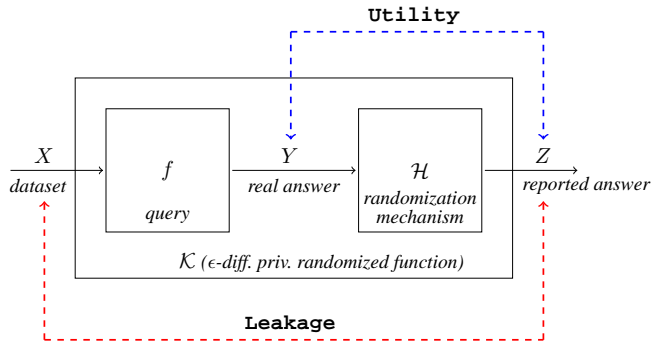 Utility
X
f
Y
H
Z
dataset
query
real answer
randomization
mechanism
reported answer
K (ϵ-diff. priv. randomized function)
Leakage